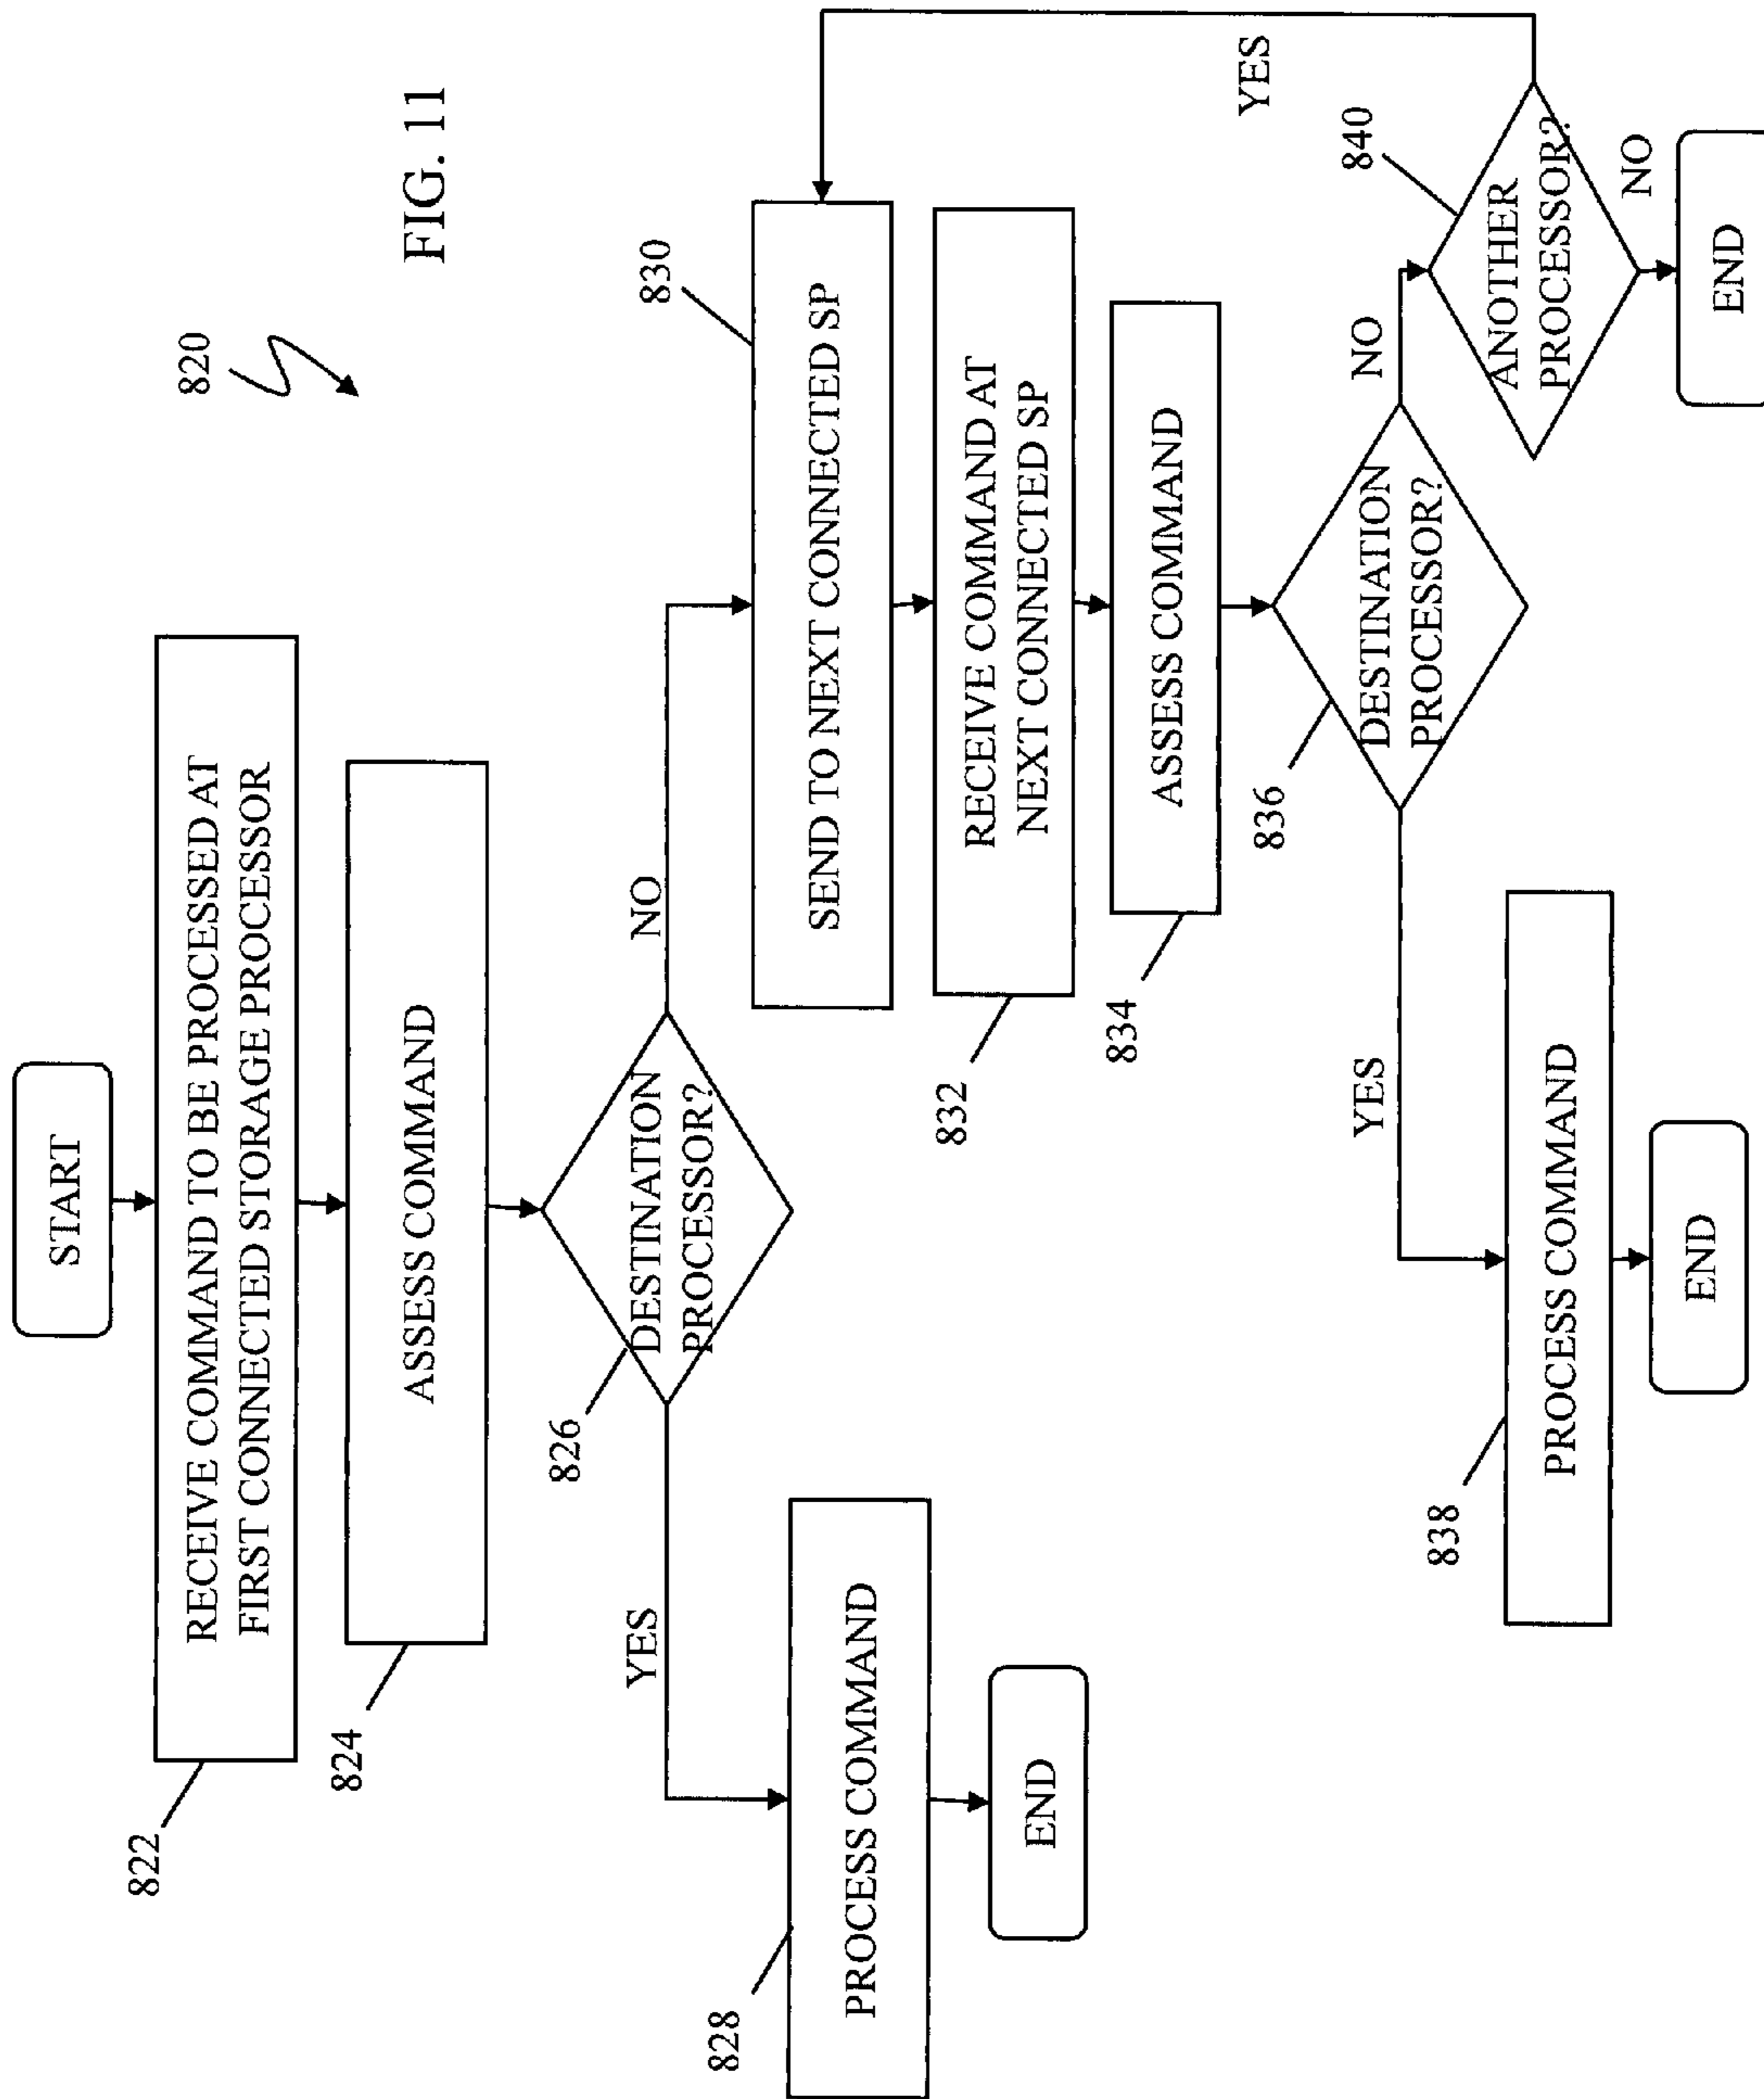 FIG. 11
820
START
822
RECEIVE COMMAND TO BE PROCESSED AT
FIRST CONNECTED STORAGE PROCESSOR
824
ASSESS COMMAND
826
DESTINATION
PROCESSOR?
YES
NO
828
PROCESS COMMAND
END
830
SEND TO NEXT CONNECTED SP
832
RECEIVE COMMAND AT
NEXT CONNECTED SP
834
ASSESS COMMAND
836
DESTINATION
PROCESSOR?
YES
NO
838
PROCESS COMMAND
END
840
ANOTHER
PROCESSOR?
YES
NO
END